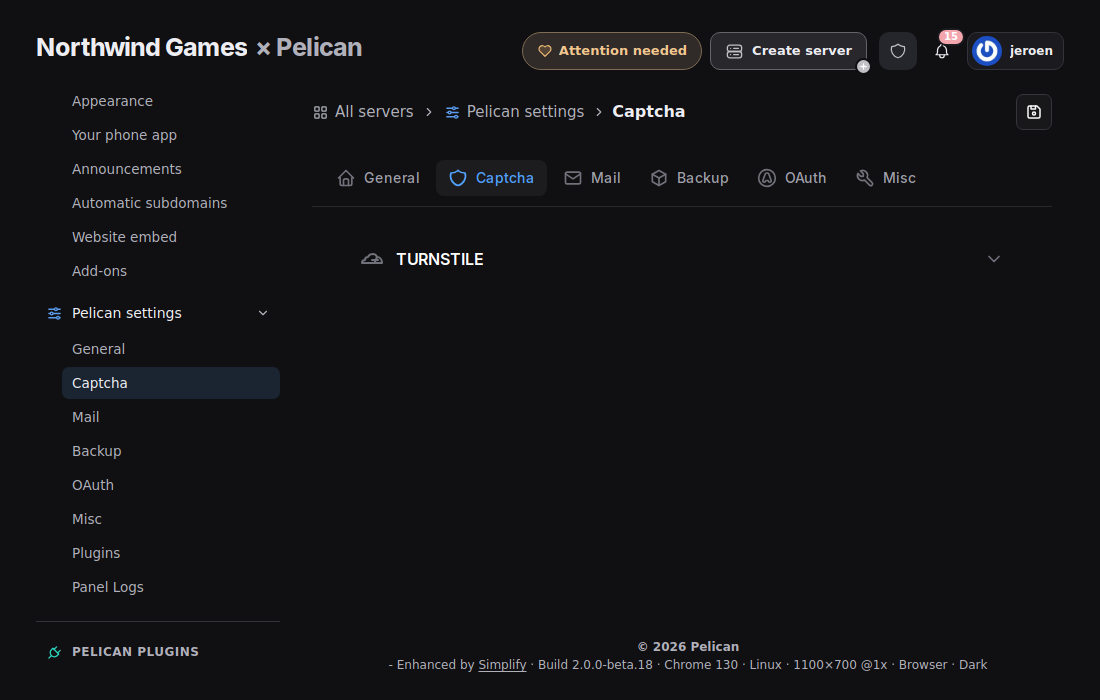 Northwind Games × Pelican
Attention needed
Create server
15
jeroen
Appearance
Your phone app
Announcements
Automatic subdomains
Website embed
Add-ons
Pelican settings
General
Captcha
Mail
Backup
OAuth
Misc
Plugins
Panel Logs
PELICAN PLUGINS
All servers › Pelican settings › Captcha
General Captcha Mail Backup OAuth Misc
TURNSTILE
© 2026 Pelican
- Enhanced by Simplify · Build 2.0.0-beta.18 · Chrome 130 · Linux · 1100×700 @1x · Browser · Dark